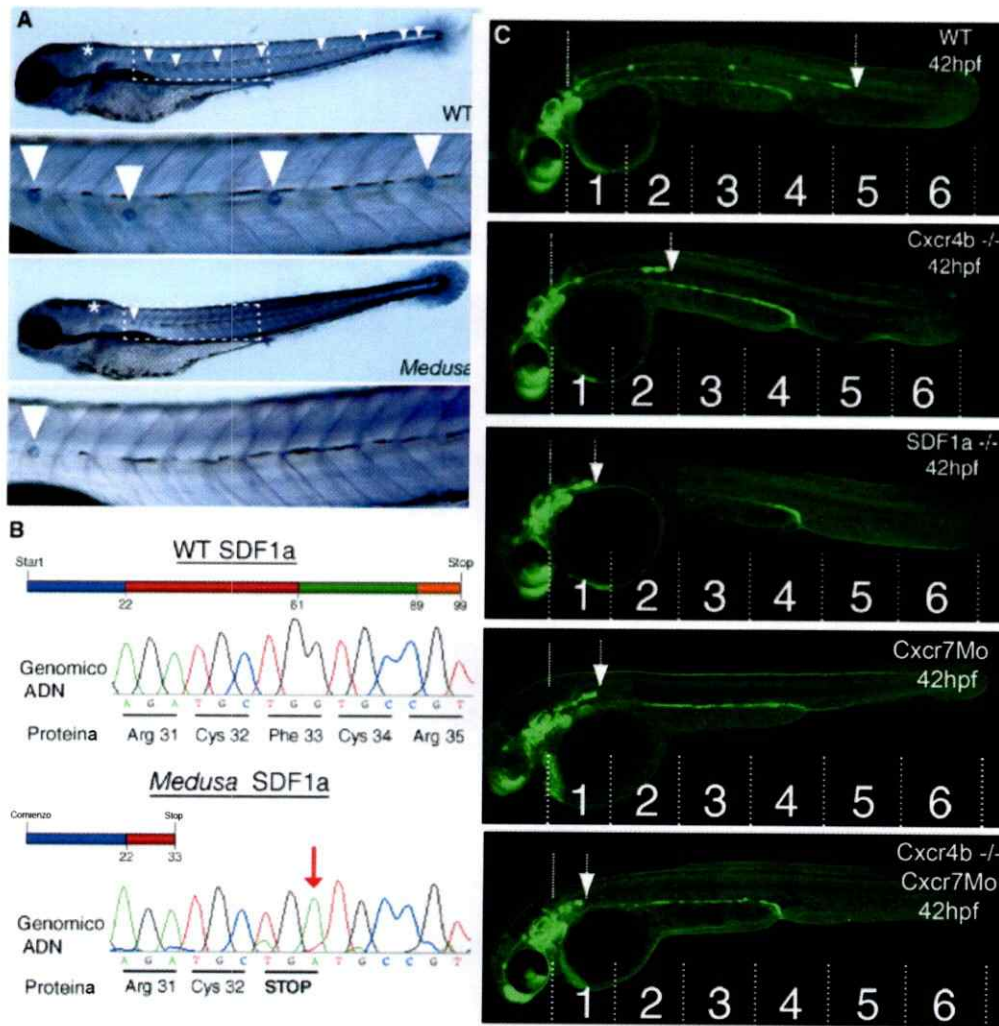 A
WT
Medusa
B
WT SDF1a
Start
Stop
22
61
89
99
Genomico
ADN
A G A T G C T G G T G C C G T
Proteina
Arg 31 Cys 32 Phe 33 Cys 34 Arg 35
Medusa SDF1a
Comienzo
Stop
22
33
Genomico
ADN
A G A T G C T G A T G C C G T
Proteina
Arg 31 Cys 32 STOP
C
WT
42hpf
1 2 3 4 5 6
Cxcr4b -/-
42hpf
1 2 3 4 5 6
SDF1a -/-
42hpf
1 2 3 4 5 6
Cxcr7Mo
42hpf
1 2 3 4 5 6
Cxcr4b -/-
Cxcr7Mo
42hpf
1 2 3 4 5 6